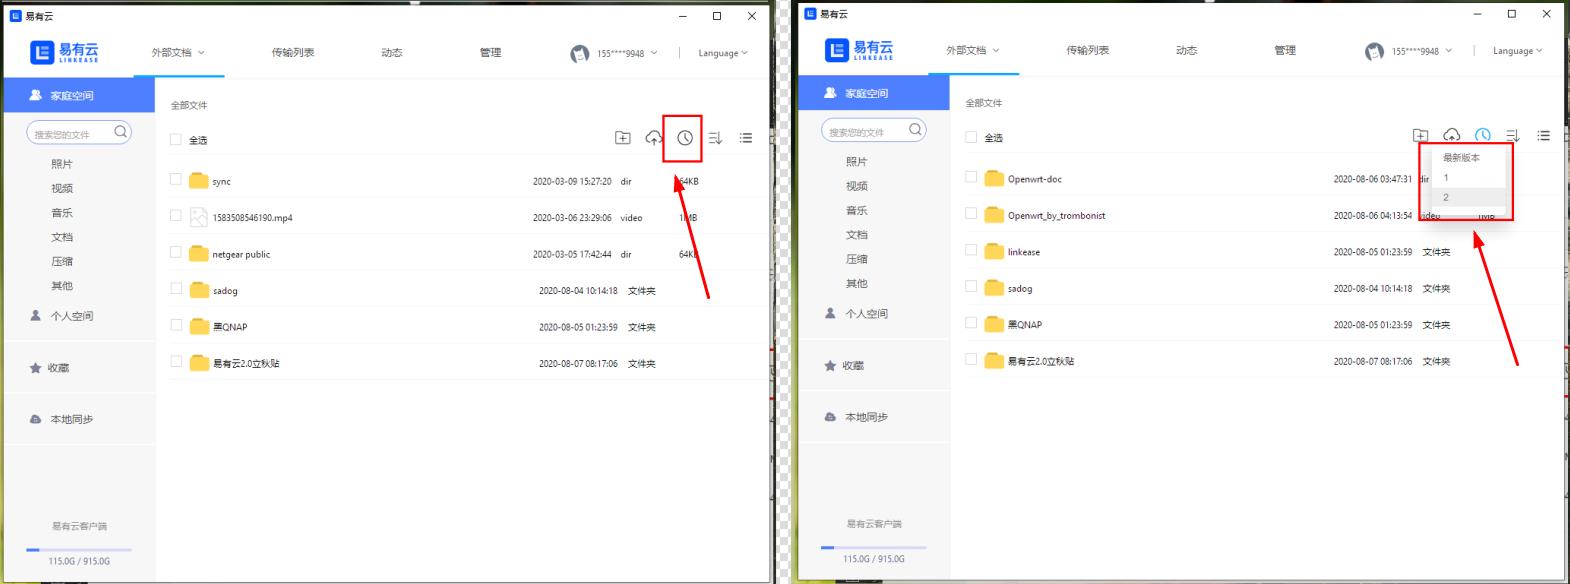 易有云
易有云
LINKEASE
外部文档
传输列表
动态
管理
155****9948
Language
家庭空间
搜索您的文件
照片
视频
音乐
文档
压缩
其他
个人空间
收藏
本地同步
易有云客户端
115.0G / 915.0G
全部文件
全选
sync 2020-03-09 15:27:20 dir 64KB
1583508546190.mp4 2020-03-06 23:29:06 video 1MB
netgear public 2020-03-05 17:42:44 dir 64KB
sadog 2020-08-04 10:14:18 文件夹
黑QNAP 2020-08-05 01:23:59 文件夹
易有云2.0立秋贴 2020-08-07 08:17:06 文件夹
易有云
易有云
LINKEASE
外部文档
传输列表
动态
管理
155****9948
Language
家庭空间
搜索您的文件
照片
视频
音乐
文档
压缩
其他
个人空间
收藏
本地同步
易有云客户端
115.0G / 915.0G
全部文件
全选
最新版本
1
2
Openwrt-doc 2020-08-06 03:47:31 dir
Openwrt_by_trombonist 2020-08-06 04:13:54 video 1MB
linkease 2020-08-05 01:23:59 文件夹
sadog 2020-08-04 10:14:18 文件夹
黑QNAP 2020-08-05 01:23:59 文件夹
易有云2.0立秋贴 2020-08-07 08:17:06 文件夹